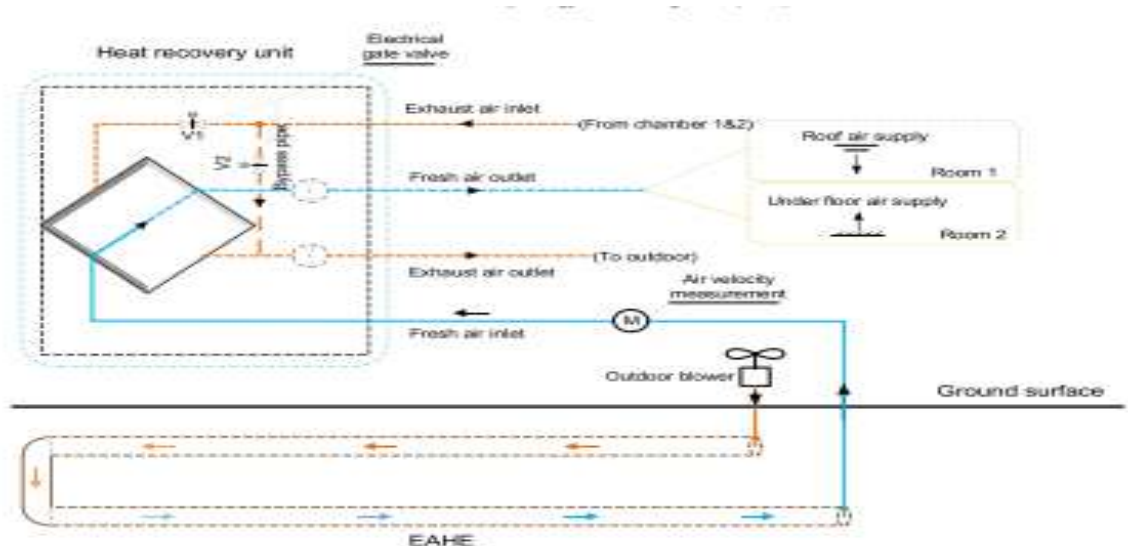 Electrical
gate valve
Heat recovery unit
Exhaust air inlet
(From chamber 1&2)
V1
V2
Bypass pipe
Roof air supply
Room 1
Fresh air outlet
Under floor air supply
Room 2
(To outdoor)
Exhaust air outlet
Air velocity
measurement
M
Fresh air inlet
Outdoor blower
Ground surface
EAHE